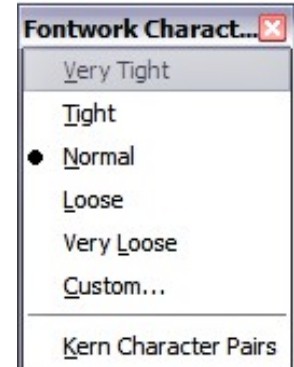 Fontwork Charact...
Very Tight
Tight
Normal
Loose
Very Loose
Custom...
Kern Character Pairs